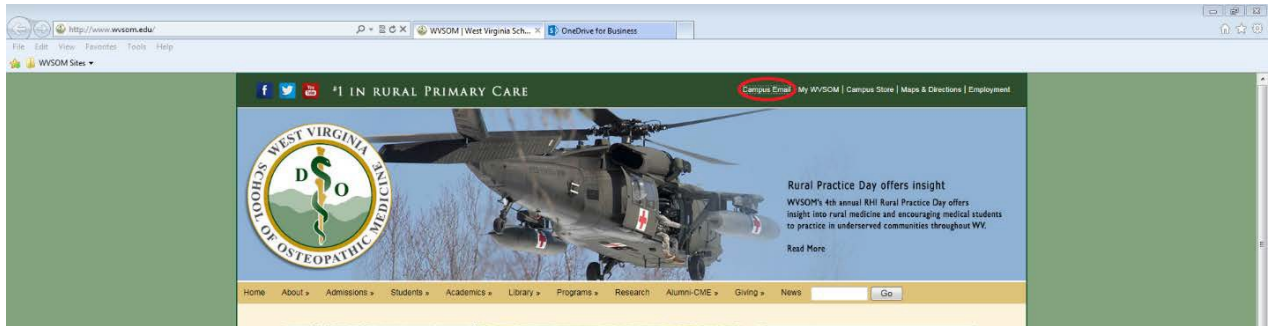 http://www.wvsom.edu/
WVSOM | West Virginia Sch...
OneDrive for Business
File Edit View Favorites Tools Help
WVSOM Sites
f
You
#1 IN RURAL PRIMARY CARE
Campus Email | My WVSOM | Campus Store | Maps & Directions | Employment
WEST VIRGINIA
SCHOOL OF OSTEOPATHIC MEDICINE
D O
Rural Practice Day offers insight
WVSOM's 4th annual RHI Rural Practice Day offers
insight into rural medicine and encouraging medical students
to practice in underserved communities throughout WV.
Read More
Home About » Admissions » Students » Academics » Library » Programs » Research Alumni-CME » Giving » News Go